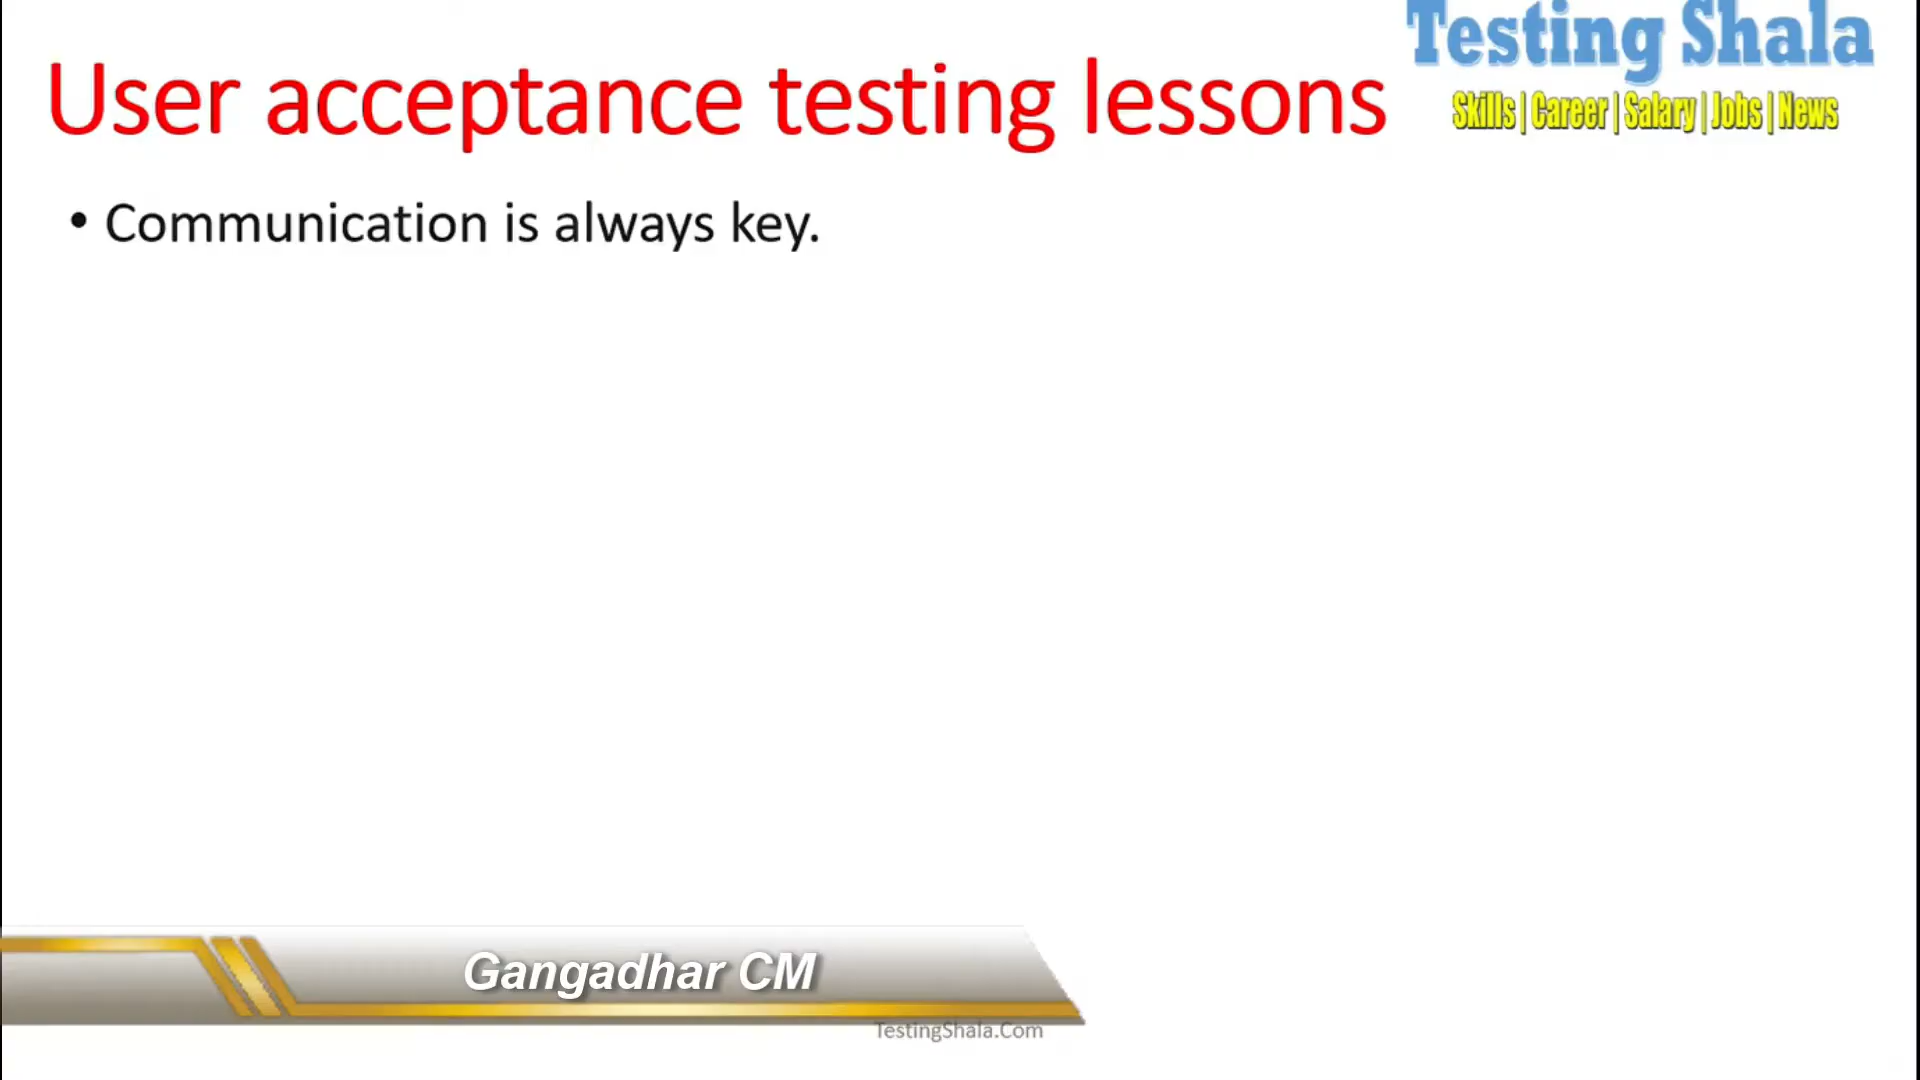 Testing Shala
User acceptance testing lessons
Skills | Career | Salary | Jobs | News
• Communication is always key.
Gangadhar CM
TestingShala.Com